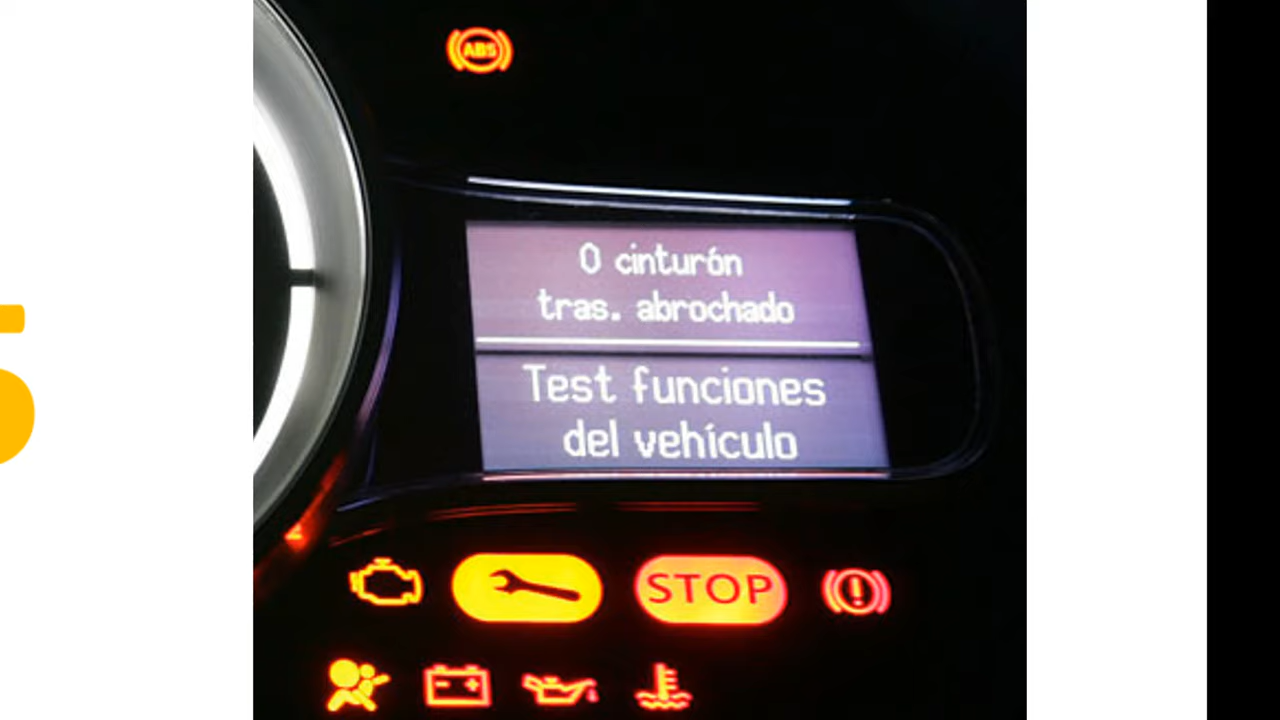 ABS
0 cinturón
tras. abrochado
Test funciones
del vehículo
STOP